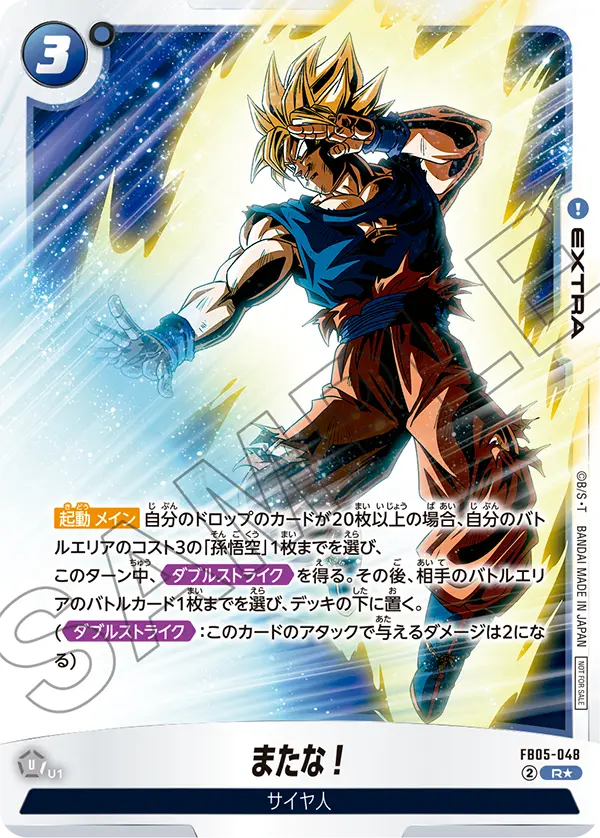 3
EXTRA
SAMPLE
起動メイン 自分のドロップのカードが20枚以上の場合、自分のバト
ルエリアのコスト3の「孫悟空」1枚までを選び、
このターン中、ダブルストライクを得る。その後、相手のバトルエリ
アのバトルカード1枚までを選び、デッキの下に置く。
(ダブルストライク:このカードのアタックで与えるダメージは2にな
る)
©B/S・T BANDAI MADE IN JAPAN
NOT FOR SALE
またな!
FB05-048
U/U1
2 R★
サイヤ人